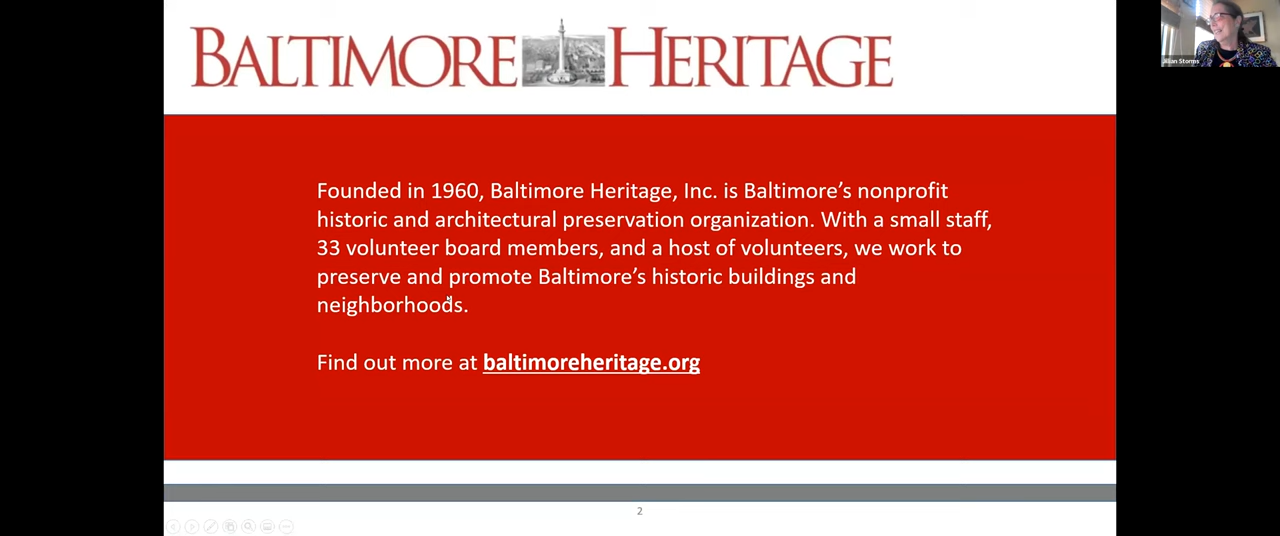 BALTIMORE HERITAGE
Jillian Storms
Founded in 1960, Baltimore Heritage, Inc. is Baltimore’s nonprofit
historic and architectural preservation organization. With a small staff,
33 volunteer board members, and a host of volunteers, we work to
preserve and promote Baltimore’s historic buildings and
neighborhoods.
Find out more at baltimoreheritage.org
2